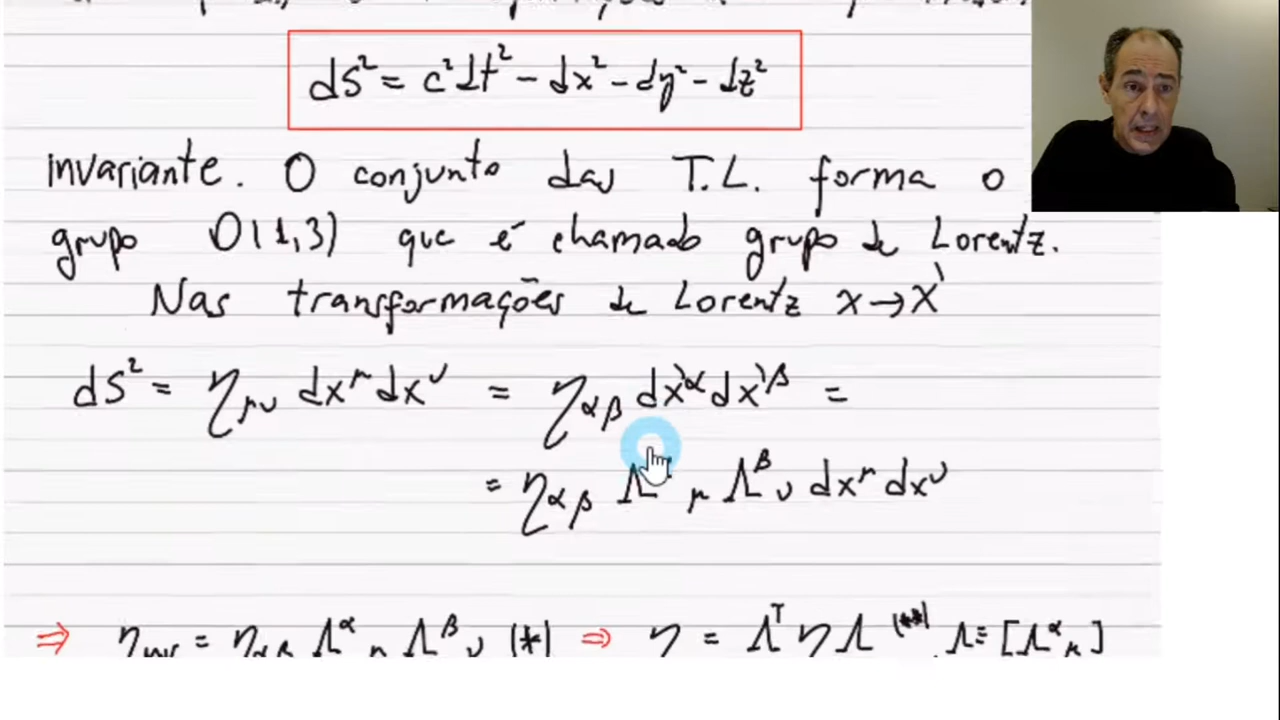 dS² = c²dt² - dx² - dy² - dz²
invariante. O conjunto das T.L. forma o
grupo O(1,3) que é chamado grupo de Lorentz.
Nas transformações de Lorentz x→x'
dS² = η_μν dx^μ dx^ν = η_αβ dx'^α dx'^β =
= η_αβ Λ _μ Λ^β_ν dx^μ dx^ν
⇒ η_μν = η_αβ Λ^α_μ Λ^β_ν (*) ⇒ η = Λ^T η Λ (**), Λ ≡ [Λ^α_μ]